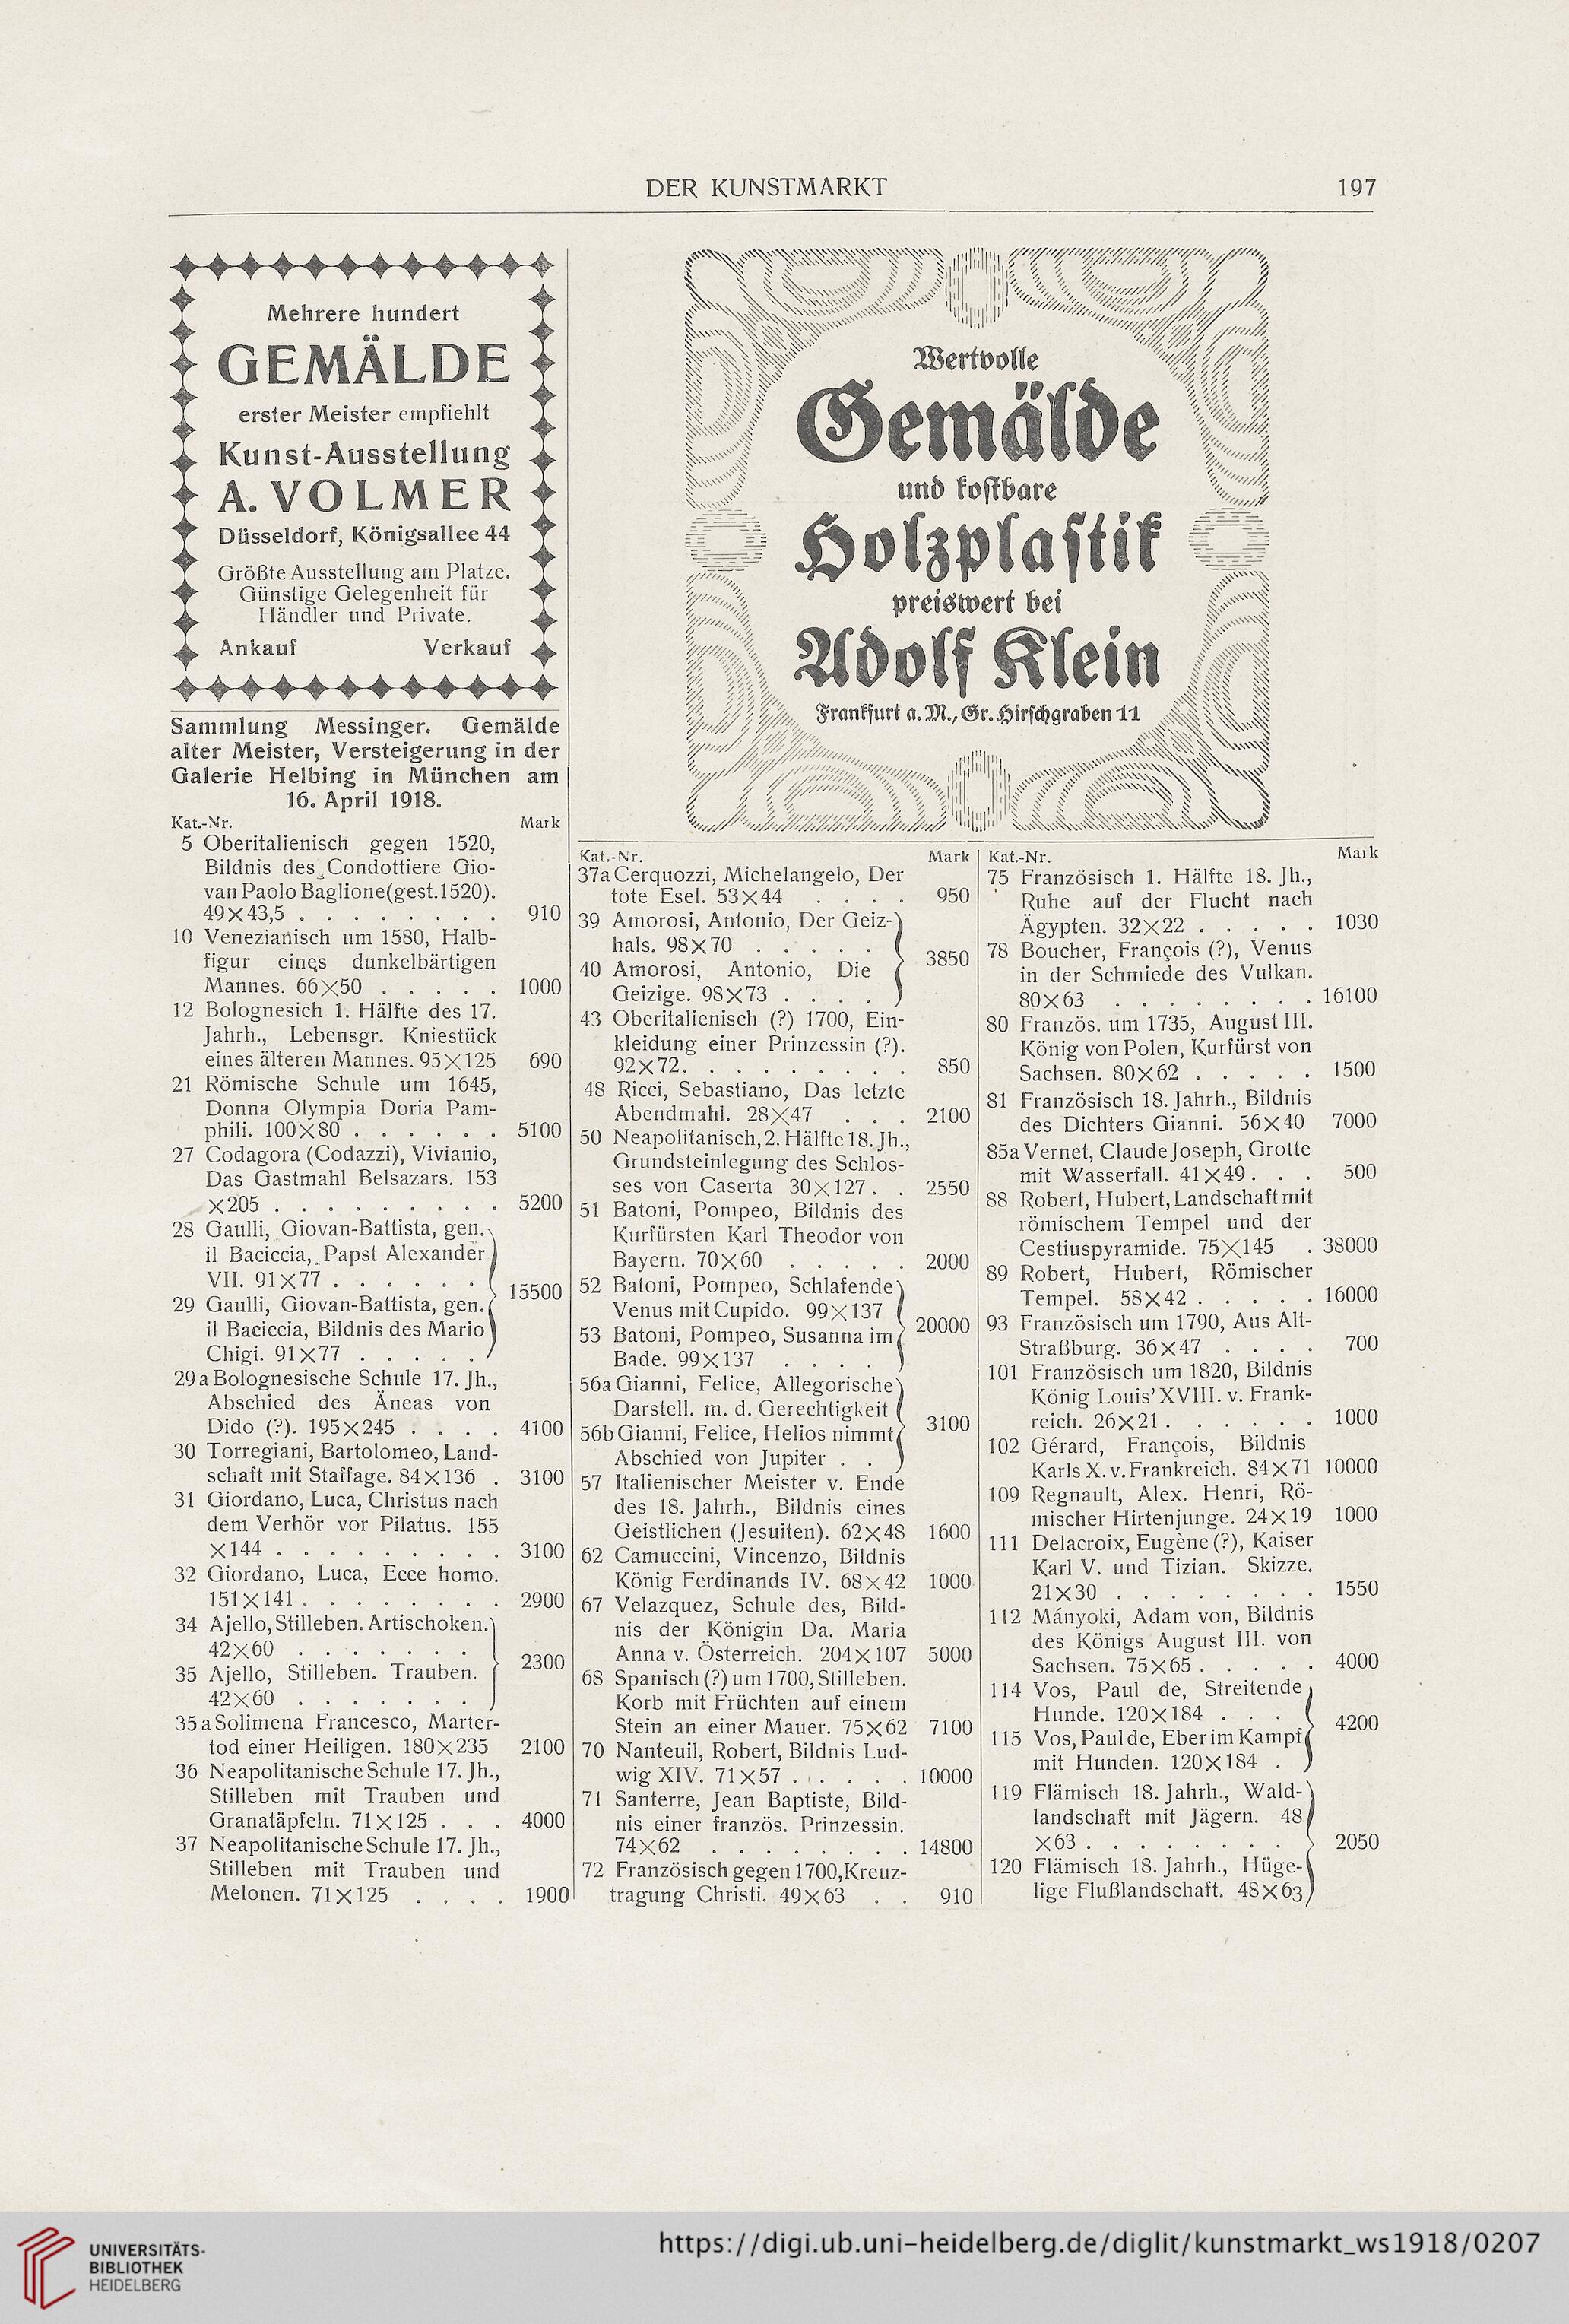 DER KUNSTMARKT
197
Mehrere hundert
GEMÄLDE
erster Meister empfiehlt
Kunst-Ausstellung
A. VOLMER
Düsseldorf, Königsallee 44
Größte Ausstellung am Platze.
Günstige Gelegenheit für
Händler und Private.
Ankauf Verkauf
Sammlung Messinger. Gemälde
alter Meister, Versteigerung in der
Galerie Helbing in München am
16. April 1918.
Kat.-Nr. Mark
5 Oberitalienisch gegen 1520,
Bildnis des Condottiere Gio-
van Paolo Baglione (gest. 1520).
49×43,5 . . . . . . . . 910
10 Venezianisch um 1580, Halb-
figur eines dunkelbärtigen
Mannes. 66×50 . . . . . 1000
12 Bolognesich 1. Hälfte des 17.
Jahrh., Lebensgr. Kniestück
eines älteren Mannes. 95×125 690
21 Römische Schule um 1645,
Donna Olympia Doria Pam-
phili. 100×80 . . . . . . 5100
27 Codagora (Codazzi), Vivianio,
Das Gastmahl Belsazars. 153
×205 . . . . . . . . . 5200
28 Gaulli, Giovan-Battista, gen.
il Baciccia, Papst Alexander
VII. 91×77 . . . . . .
15500
29 Gaulli, Giovan-Battista, gen.
il Baciccia, Bildnis des Mario
Chigi. 91×77 . . . . .
29a Bolognesische Schule 17. Jh.,
Abschied des Äneas von
Dido (?). 195×245 . . . . 4100
30 Torregiani, Bartolomeo, Land-
schaft mit Staffage. 84×136 . 3100
31 Giordano, Luca, Christus nach
dem Verhör vor Pilatus. 155
×144 . . . . . . . . . 3100
32 Giordano, Luca, Ecce homo.
151×141 . . . . . . . . 2900
34 Ajello, Stilleben. Artischoken.
42×60 . . . . . . .
2300
35 Ajello, Stilleben. Trauben.
42×60 . . . . . . .
35a Solimena Francesco, Marter-
tod einer Heiligen. 180×235 2100
36 Neapolitanische Schule 17. Jh.,
Stilleben mit Trauben und
Granatäpfeln. 71×125 . . . 4000
37 Neapolitanische Schule 17. Jh.,
Stilleben mit Trauben und
Melonen. 71×125 . . . . 1900
Wertvolle
Gemälde
und kostbare
Holzplastik
preiswert bei
Adolf Klein
Frankfurt a. M., Gr. Hirschgraben 11
Kat.-Nr. Mark
37a Cerquozzi, Michelangelo, Der
tote Esel. 53×44 . . . . 950
39 Amorosi, Antonio, Der Geiz-
hals. 98×70 . . . . .
3850
40 Amorosi, Antonio, Die
Geizige. 98×73 . . . .
43 Oberitalienisch (?) 1700, Ein-
kleidung einer Prinzessin (?).
92×72. . . . . . . . . 850
48 Ricci, Sebastiano, Das letzte
Abendmahl. 28×47 . . . 2100
50 Neapolitanisch, 2. Hälfte 18. Jh.,
Grundsteinlegung des Schlos-
ses von Caserta 30×127 . . 2550
51 Batoni, Pompeo, Bildnis des
Kurfürsten Karl Theodor von
Bayern. 70×60 . . . . . 2000
52 Batoni, Pompeo, Schlafende
Venus mit Cupido. 99×137
20000
53 Batoni, Pompeo, Susanna im
Bade. 99×137 . . . .
56a Gianni, Felice, Allegorische
Darstell. m. d. Gerechtigkeit
3100
56b Gianni, Felice, Helios nimmt
Abschied von Jupiter . .
57 Italienischer Meister v. Ende
des 18. Jahrh., Bildnis eines
Geistlichen (Jesuiten). 62×48 1600
62 Camuccini, Vincenzo, Bildnis
König Ferdinands IV. 68×42 1000
67 Velazquez, Schule des, Bild-
nis der Königin Da. Maria
Anna v. Österreich. 204×107 5000
68 Spanisch (?) um 1700, Stilleben.
Korb mit Früchten auf einem
Stein an einer Mauer. 75×62 7100
70 Nanteuil, Robert, Bildnis Lud-
wig XIV. 71×57 . . . . . 10000
71 Santerre, Jean Baptiste, Bild-
nis einer französ. Prinzessin.
74×62 . . . . . . . . 14800
72 Französisch gegen 1700, Kreuz-
tragung Christi. 49×63 . . 910
Kat.-Nr. Mark
75 Französisch 1. Hälfte 18. Jh.,
Ruhe auf der Flucht nach
Ägypten. 32×22 . . . . . 1030
78 Boucher, François (?), Venus
in der Schmiede des Vulkan.
80×63 . . . . . . . . 16100
80 Französ. um 1735, August III.
König von Polen, Kurfürst von
Sachsen. 80×62 . . . . . 1500
81 Französisch 18. Jahrh., Bildnis
des Dichters Gianni. 56×40 7000
85a Vernet, Claude Joseph, Grotte
mit Wasserfall. 41×49 . . . 500
88 Robert, Hubert, Landschaft mit
römischem Tempel und der
Cestiuspyramide. 75×145 . 38000
89 Robert, Hubert, Römischer
Tempel. 58×42 . . . . . 16000
93 Französisch um 1790, Aus Alt-
Straßburg. 36×47 . . . . 700
101 Französisch um 1820, Bildnis
König Louis' XVIII. v. Frank-
reich. 26×21 . . . . . . 1000
102 Gérard, François, Bildnis
Karls X. v. Frankreich. 84×71 10000
109 Regnault, Alex. Henri, Rö-
mischer Hirtenjunge. 24×19 1000
111 Delacroix, Eugène (?), Kaiser
Karl V. und Tizian. Skizze.
21×30 . . . . . . . . 1550
112 Mányoki, Adam von, Bildnis
des Königs August III. von
Sachsen. 75×65 . . . . . 4000
114 Vos, Paul de, Streitende
Hunde. 120×184 . . .
4200
115 Vos, Paul de, Eber im Kampf
mit Hunden. 120×184 .
119 Flämisch 18. Jahrh., Wald-
landschaft mit Jägern. 48
×63 . . . . . . . . 2050
120 Flämisch 18. Jahrh., Hüge-
lige Flußlandschaft. 48×63
UNIVERSITÄTS-
BIBLIOTHEK
HEIDELBERG
https://digi.ub.uni-heidelberg.de/diglit/kunstmarkt_ws1918/0207